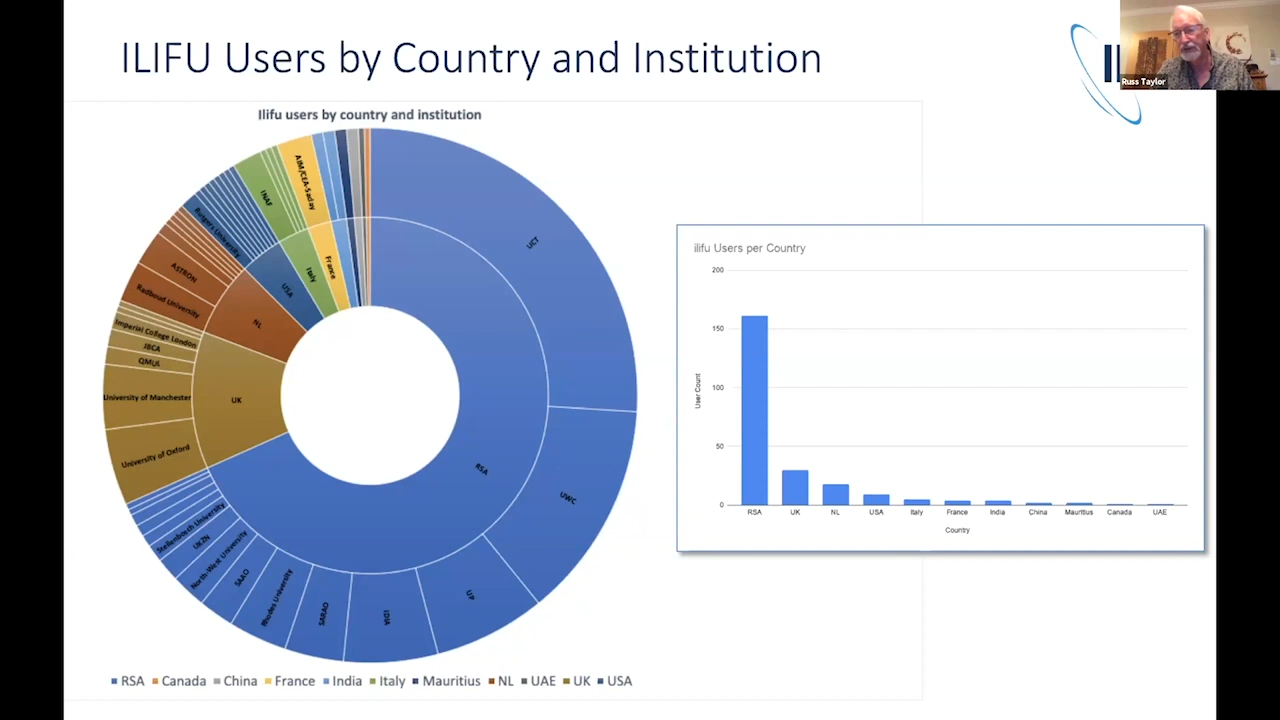 ILIFU Users by Country and Institution
Russ Taylor
Ilifu users by country and institution
UCT
UWC
UP
IDIA
SARAO
Rhodes University
SAAO
North-West University
UKZN
Stellenbosch University
University of Oxford
University of Manchester
QMUL
JBCA
Imperial College London
Radboud University
ASTRON
Rutgers University
INAF
AIM/CEA-Saclay
RSA
UK
NL
USA
Italy
France
RSA Canada China France India Italy Mauritius NL UAE UK USA
ilifu Users per Country
200
150
100
50
0
User Count
RSA UK NL USA Italy France India China Mauritius Canada UAE
Country